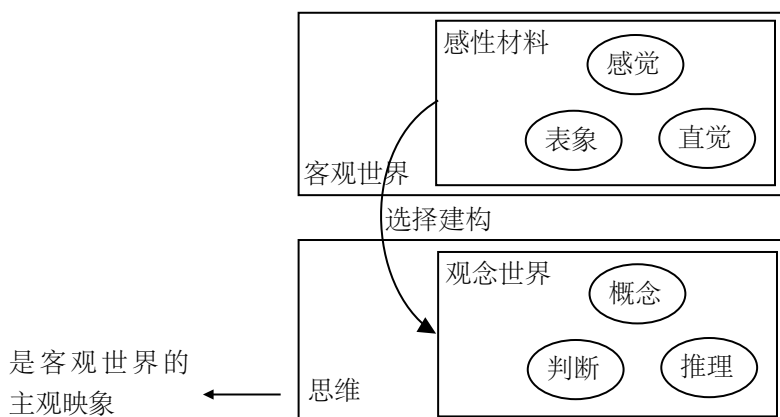 感性材料
感觉
表象
直觉
客观世界
选择建构
观念世界
概念
判断
推理
思维
是客观世界的
主观映象